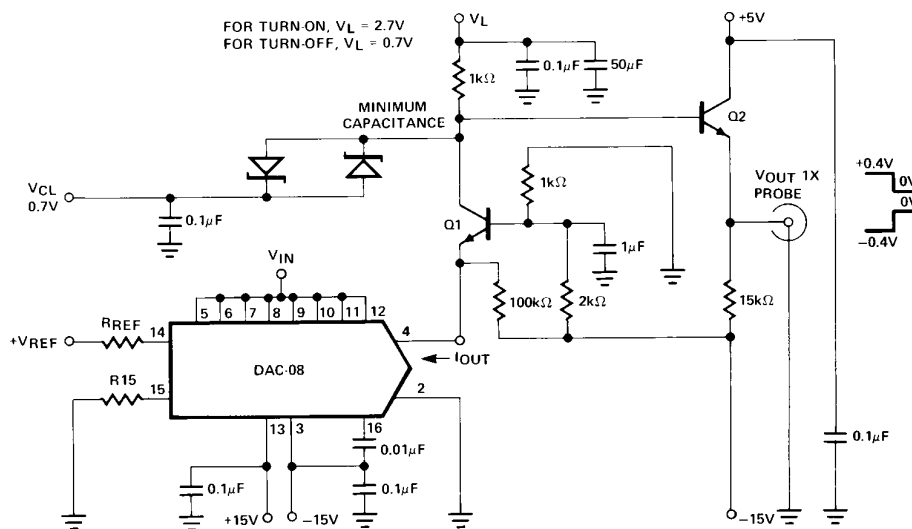 FOR TURN-ON, VL = 2.7V
FOR TURN-OFF, VL = 0.7V
VL
+5V
0.1μF
50μF
1kΩ
MINIMUM
CAPACITANCE
Q2
VCL
0.7V
0.1μF
1kΩ
Q1
1μF
VOUT 1X
PROBE
+0.4V
0V
0V
-0.4V
VIN
100kΩ
2kΩ
15kΩ
5 6 7 8 9 10 11 12
+VREF
RREF
14
4
IOUT
DAC-08
R15
15
2
13 3 16
0.01μF
0.1μF
0.1μF
0.1μF
+15V
-15V
-15V